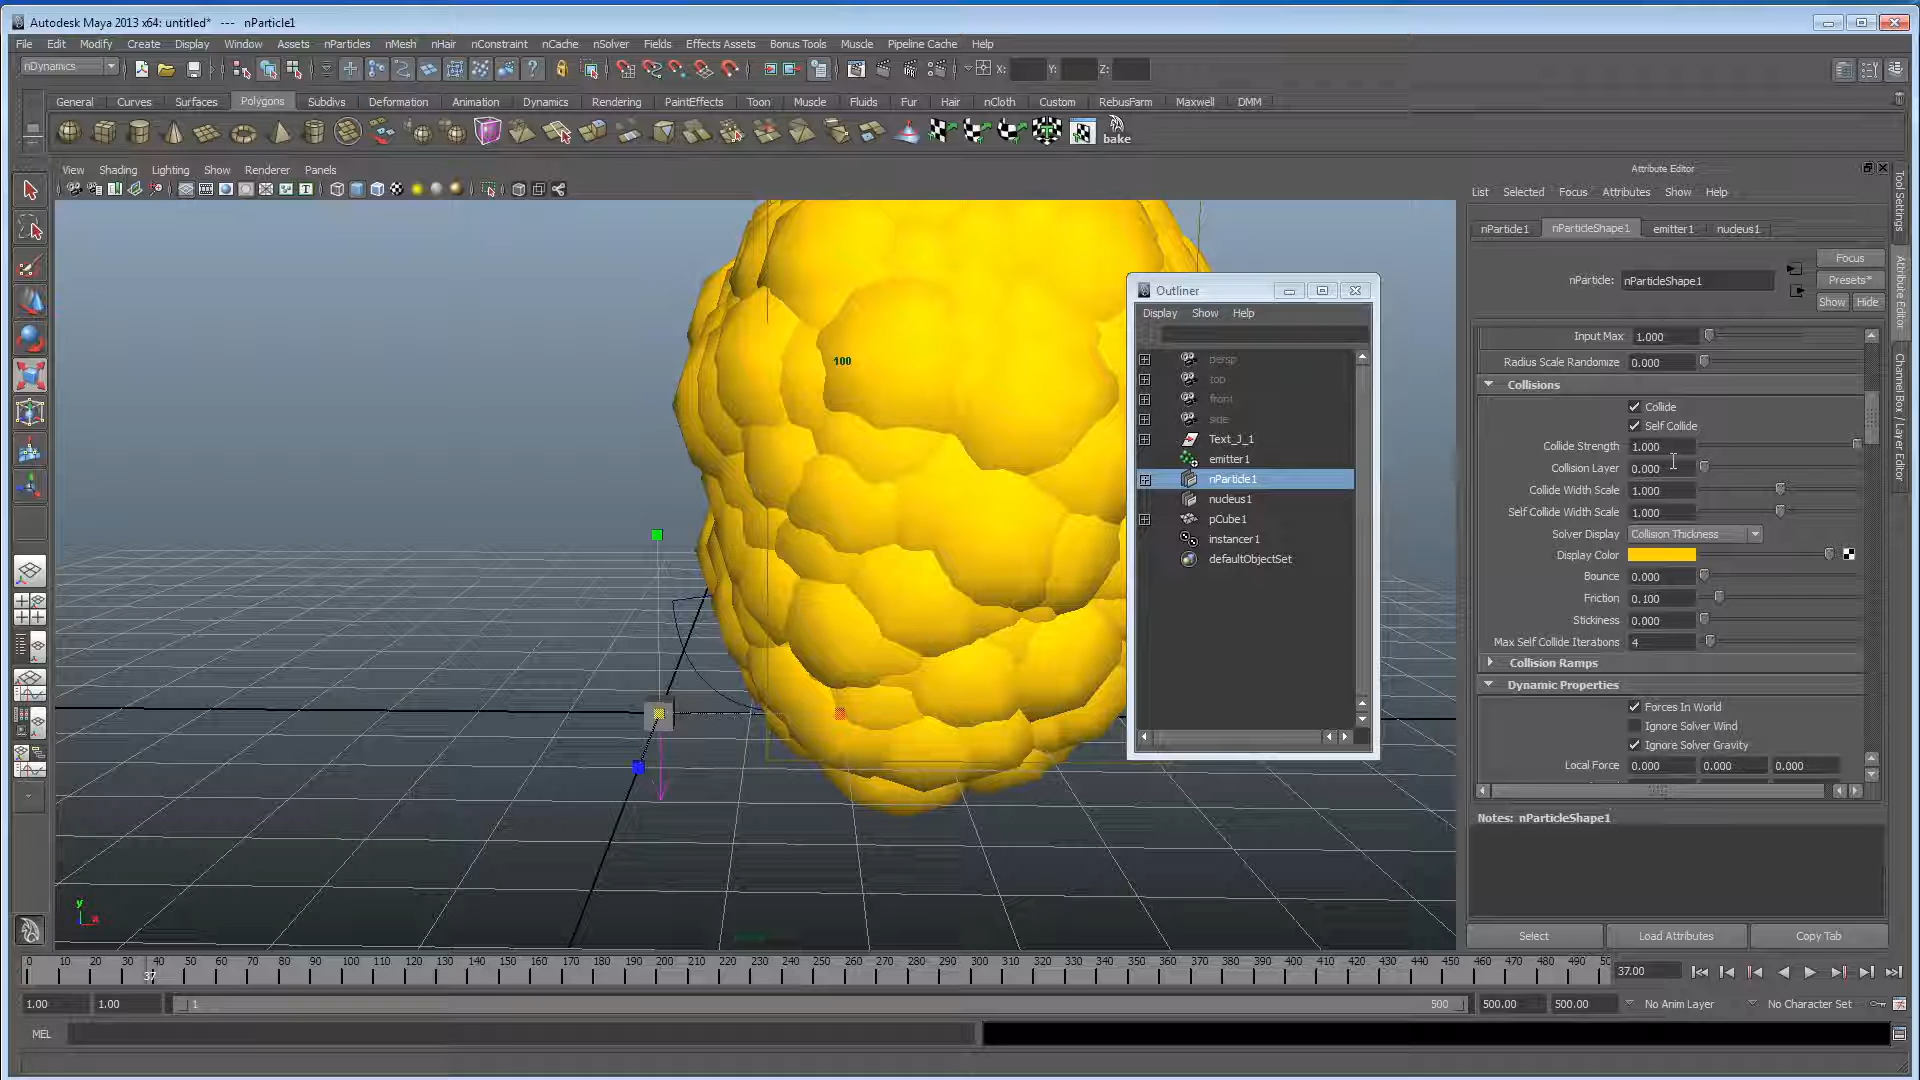 Autodesk Maya 2013 x64: untitled* --- nParticle1
File Edit Modify Create Display Window Assets nParticles nMesh nHair nConstraint nCache nSolver Fields Effects Assets Bonus Tools Muscle Pipeline Cache Help
nDynamics X: Y: Z:
General Curves Surfaces Polygons Subdivs Deformation Animation Dynamics Rendering PaintEffects Toon Muscle Fluids Fur Hair nCloth Custom RebusFarm Maxwell DMM
bake
View Shading Lighting Show Renderer Panels
100
Outliner
Display Show Help
persp
top
front
side
Text_J_1
emitter1
nParticle1
nucleus1
pCube1
instancer1
defaultObjectSet
Attribute Editor
List Selected Focus Attributes Show Help
nParticle1 nParticleShape1 emitter1 nucleus1
Focus
nParticle: nParticleShape1 Presets*
Show Hide
Input Max 1.000
Radius Scale Randomize 0.000
Collisions
Collide
Self Collide
Collide Strength 1.000
Collision Layer 0.000
Collide Width Scale 1.000
Self Collide Width Scale 1.000
Solver Display Collision Thickness
Display Color
Bounce 0.000
Friction 0.100
Stickiness 0.000
Max Self Collide Iterations 4
Collision Ramps
Dynamic Properties
Forces In World
Ignore Solver Wind
Ignore Solver Gravity
Local Force 0.000 0.000 0.000
Notes: nParticleShape1
Select Load Attributes Copy Tab
Tool Settings
Attribute Editor
Channel Box / Layer Editor
y
x
0 10 20 30 37 40 50 60 70 80 90 100 110 120 130 140 150 160 170 180 190 200 210 220 230 240 250 260 270 280 290 300 310 320 330 340 350 360 370 380 390 400 410 420 430 440 450 460 470 480 490 50
37.00
1.00 1.00 1 500 500.00 500.00 No Anim Layer No Character Set
MEL